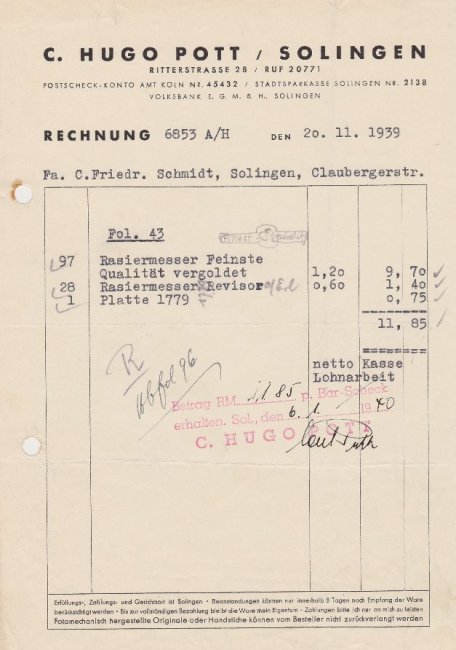 C. HUGO POTT / SOLINGEN
RITTERSTRASSE 28 / RUF 20771
POSTSCHECK-KONTO AMT KÖLN NR. 45432 / STADTSPARKASSE SOLINGEN NR. 2138
VOLKSBANK E. G. M. B. H., SOLINGEN
RECHNUNG 6853 A/H DEN 20. 11. 1939
Fa. C.Friedr. Schmidt, Solingen, Claubergerstr.
Fol. 43
97 Rasiermesser Feinste
Qualität vergoldet 1,20 9, 70
28 Rasiermesser Revisor 0,60 1, 40
1 Platte 1779 0, 75
11, 85
netto Kasse
Lohnarbeit
R
Betrag RM. 11.85 p. Bar-Scheck
erhalten. Sol., den 6. 1. 1940
C. HUGO POTT
Erfüllungs-, Zahlungs- und Gerichtsort ist Solingen • Beanstandungen können nur innerhalb 8 Tagen nach Empfang der Ware
berücksichtigt werden • Bis zur vollständigen Bezahlung bleibt die Ware mein Eigentum • Zahlungen bitte ich nur an mich zu leisten
Fotomechanisch hergestellte Originale oder Handstiche können vom Besteller nicht zurückverlangt werden